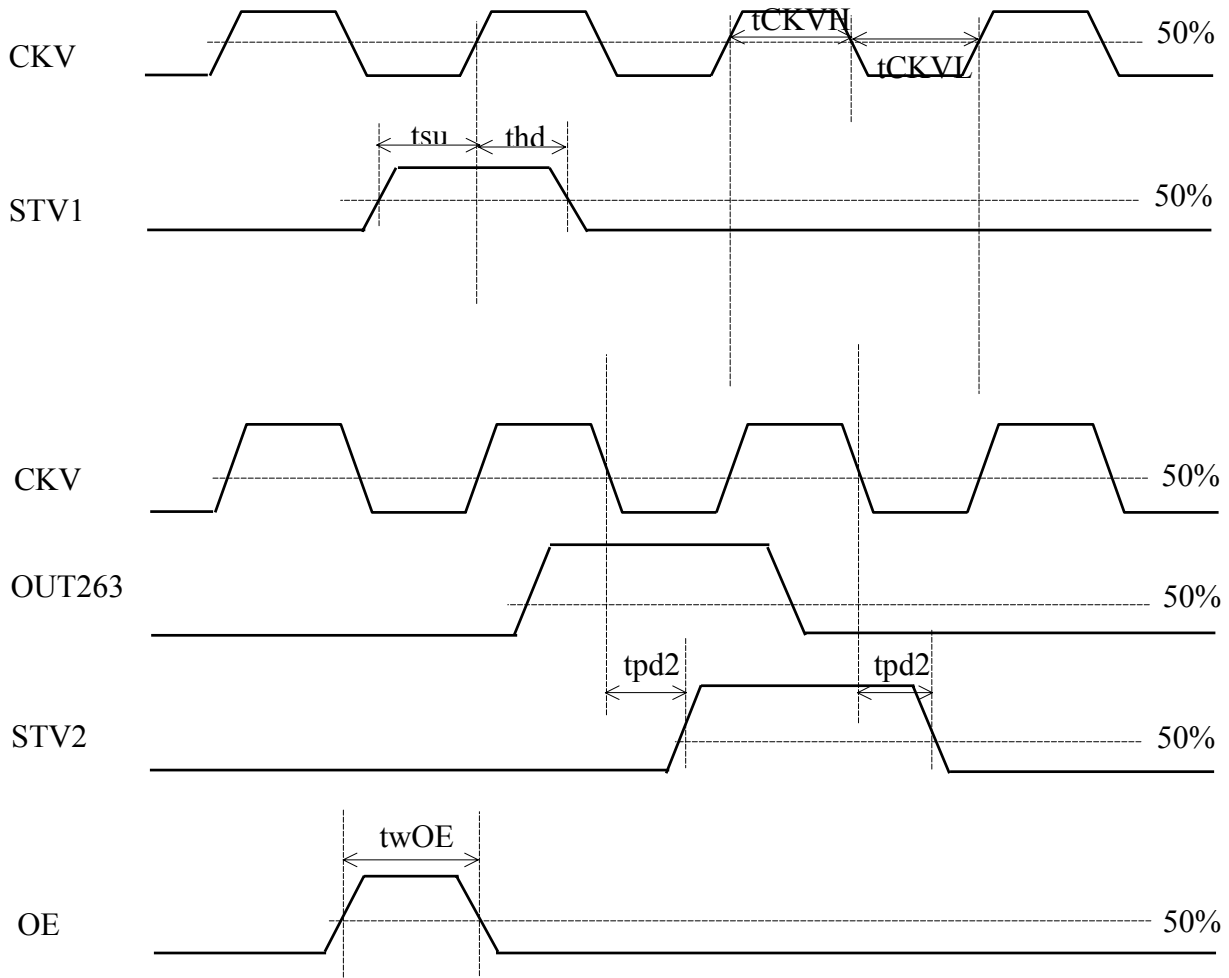 tCKVH
50%
CKV
tCKVL
tsu
thd
50%
STV1
CKV
50%
OUT263
50%
tpd2
tpd2
STV2
50%
twOE
OE
50%